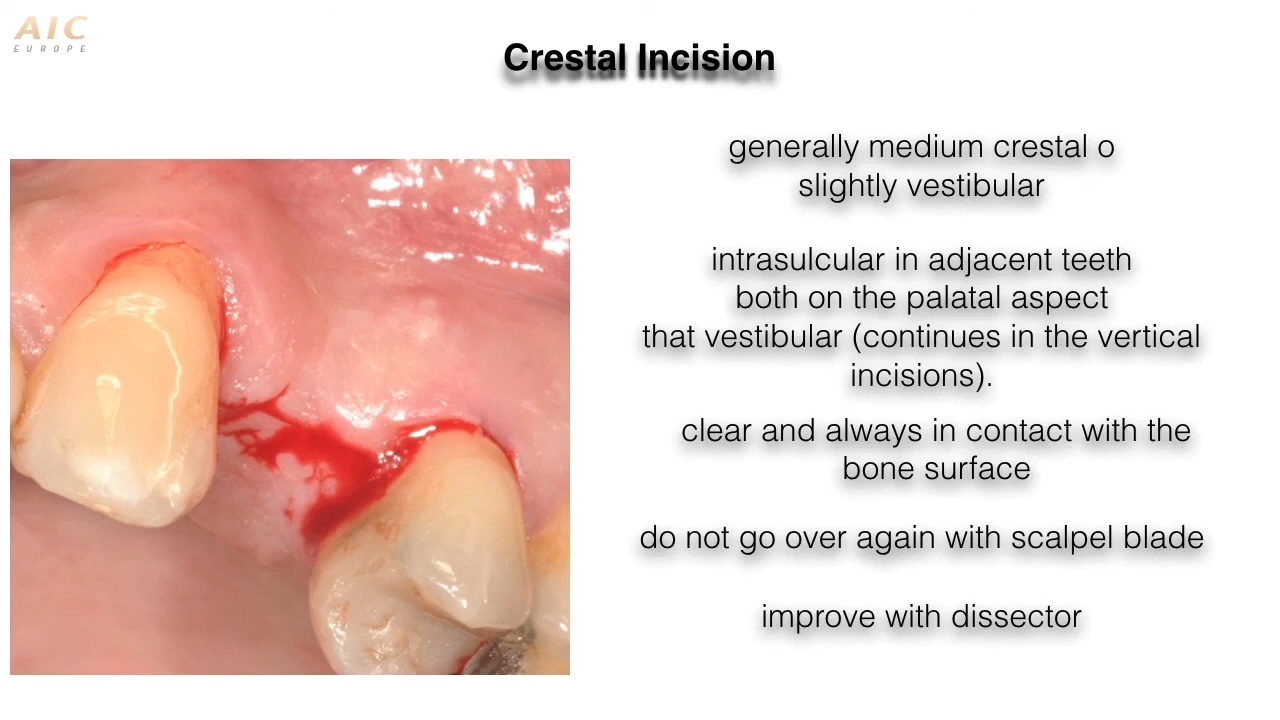 AIC
EUROPE
Crestal Incision
generally medium crestal o
slightly vestibular
intrasulcular in adjacent teeth
both on the palatal aspect
that vestibular (continues in the vertical
incisions).
clear and always in contact with the
bone surface
do not go over again with scalpel blade
improve with dissector